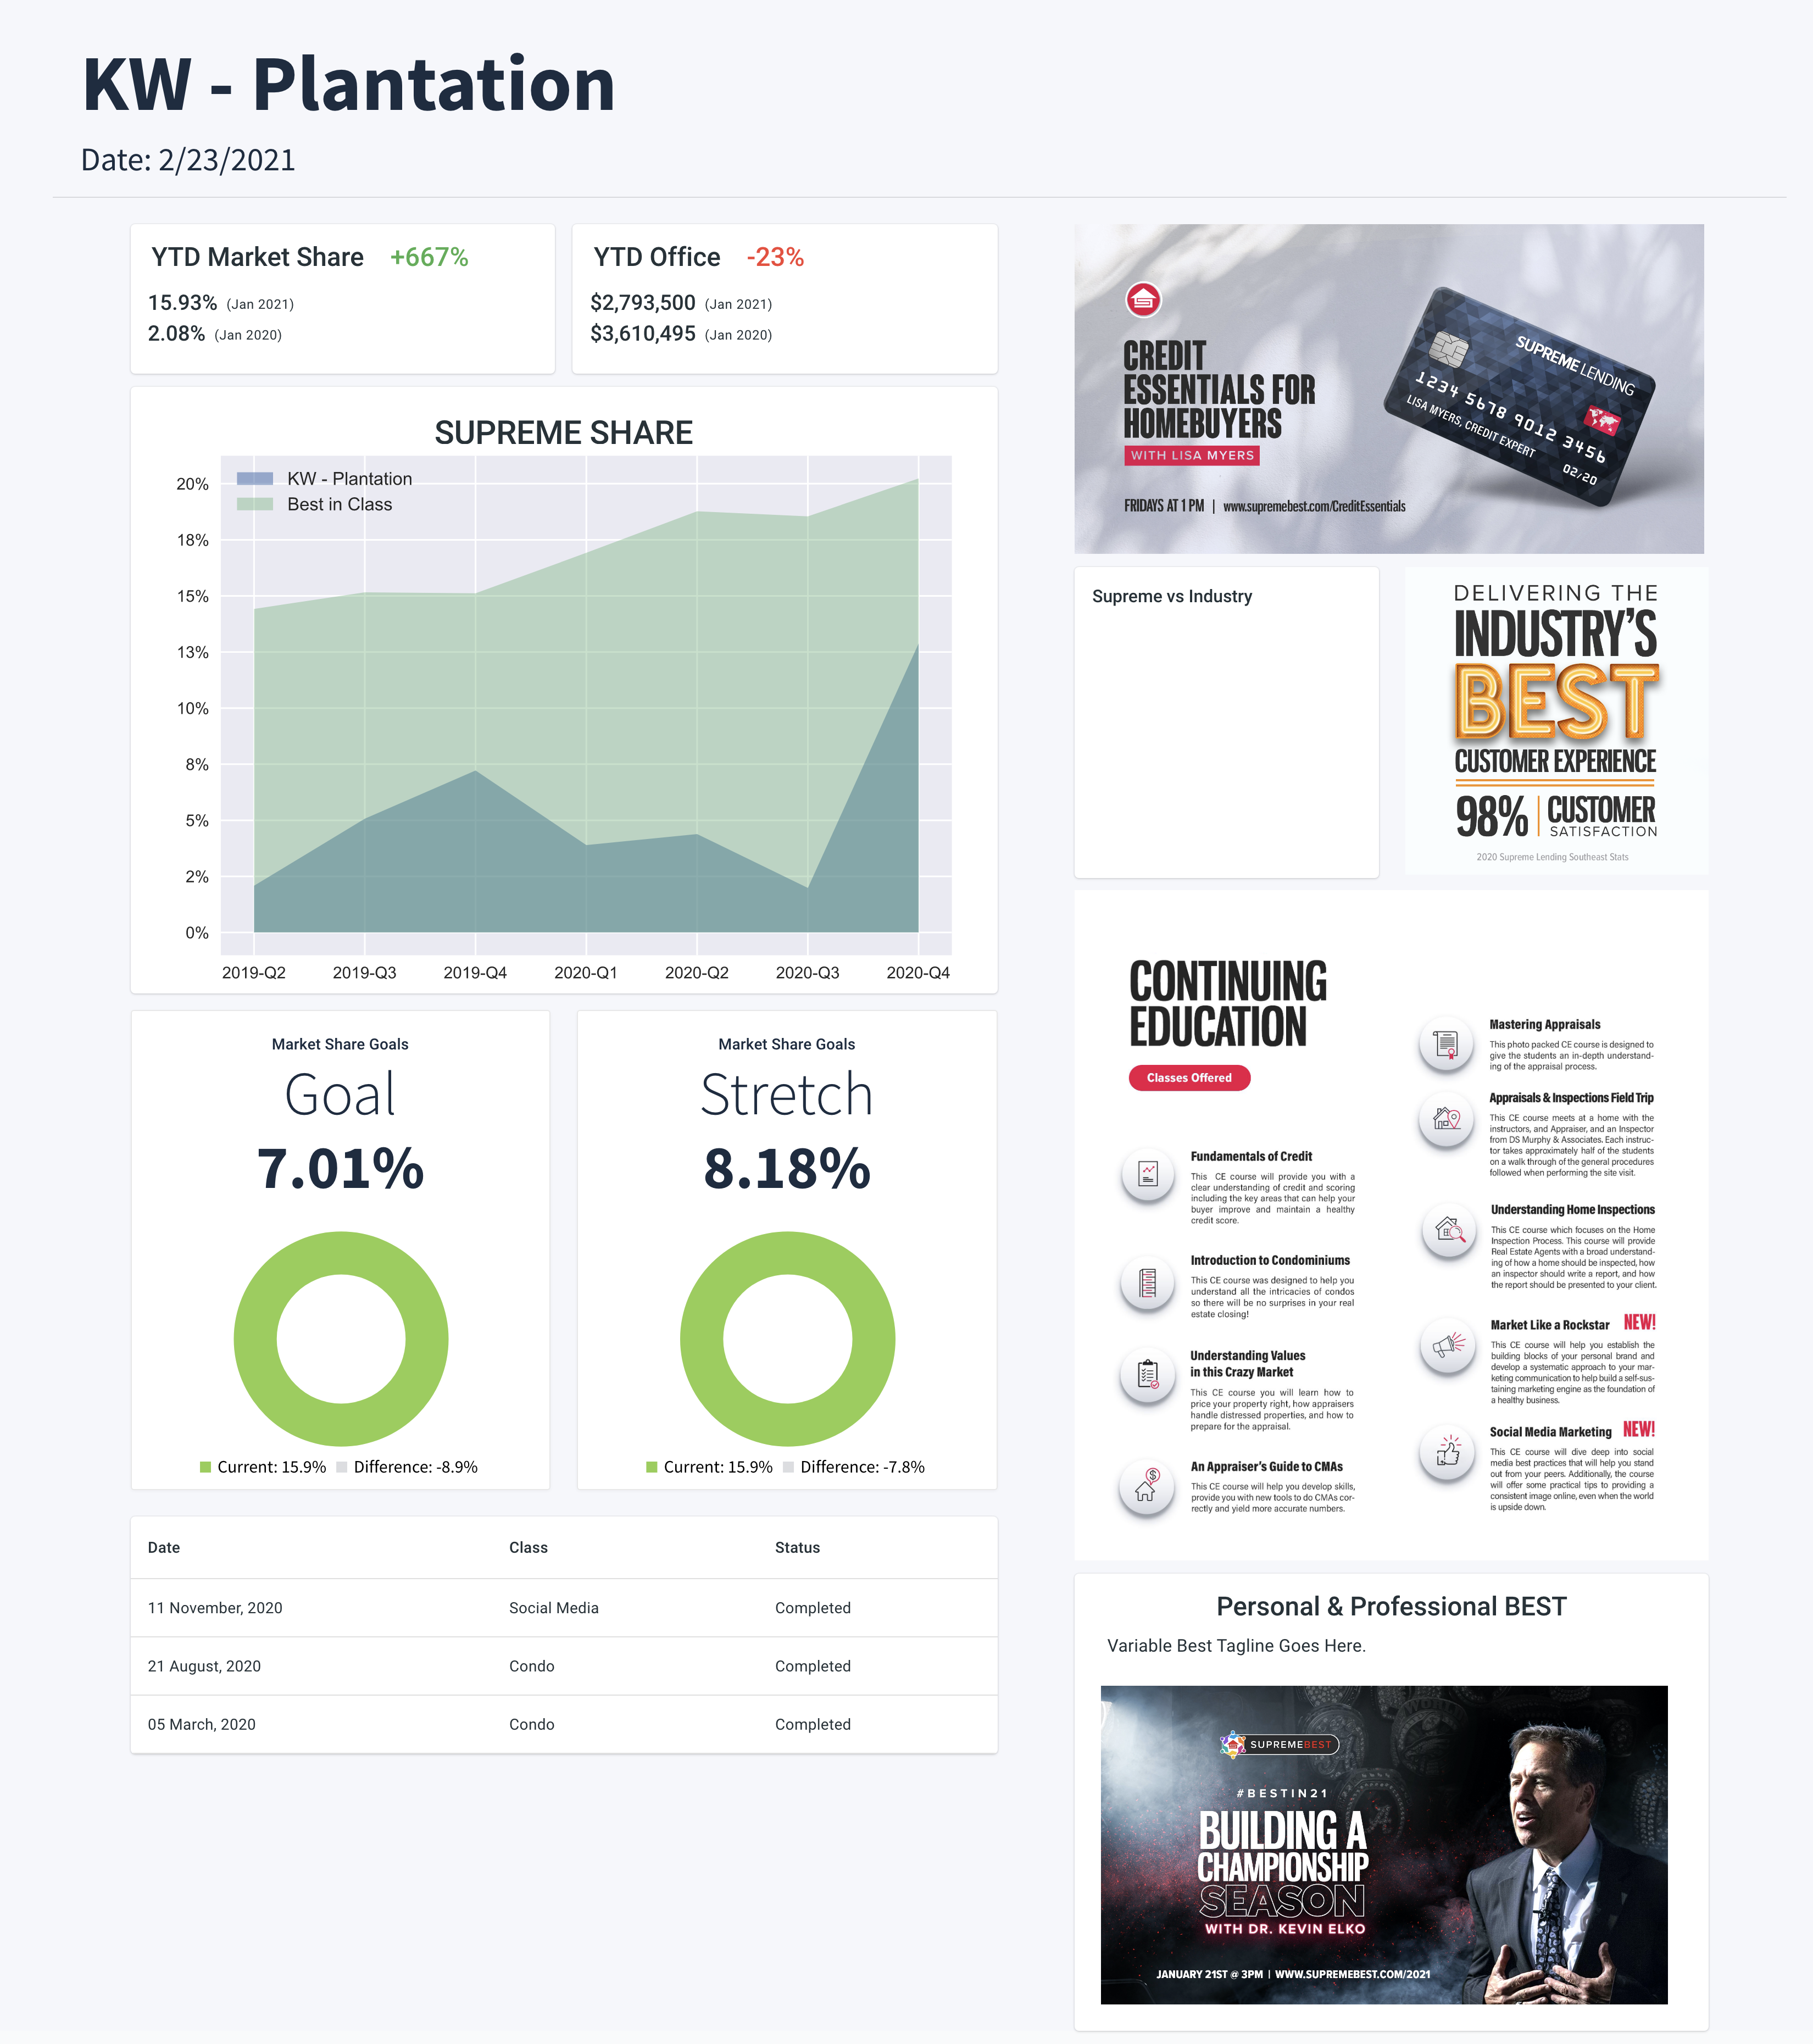 KW - Plantation
Date: 2/23/2021
YTD Market Share +667%
15.93% (Jan 2021)
2.08% (Jan 2020)
YTD Office -23%
$2,793,500 (Jan 2021)
$3,610,495 (Jan 2020)
SUPREME SHARE
KW - Plantation
Best in Class
20%
18%
15%
13%
10%
8%
5%
2%
0%
2019-Q2 2019-Q3 2019-Q4 2020-Q1 2020-Q2 2020-Q3 2020-Q4
Market Share Goals
Goal
7.01%
Current: 15.9% Difference: -8.9%
Market Share Goals
Stretch
8.18%
Current: 15.9% Difference: -7.8%
Date Class Status
11 November, 2020 Social Media Completed
21 August, 2020 Condo Completed
05 March, 2020 Condo Completed
CREDIT
ESSENTIALS FOR
HOMEBUYERS
WITH LISA MYERS
FRIDAYS AT 1 PM | www.supremebest.com/CreditEssentials
SUPREME LENDING
1234 5678 9012 3456
LISA MYERS, CREDIT EXPERT
02/20
Supreme vs Industry
DELIVERING THE
INDUSTRY'S
BEST
CUSTOMER EXPERIENCE
98% | CUSTOMER
SATISFACTION
2020 Supreme Lending Southeast Stats
CONTINUING
EDUCATION
Classes Offered
Fundamentals of Credit
This CE course will provide you with a
clear understanding of credit and scoring
including the key areas that can help your
buyer improve and maintain a healthy
credit score.
Introduction to Condominiums
This CE course was designed to help you
understand all the intricacies of condos
so there will be no surprises in your real
estate closing!
Understanding Values
in this Crazy Market
This CE course you will learn how to
price your property right, how appraisers
handle distressed properties, and how to
prepare for the appraisal.
An Appraiser's Guide to CMAs
This CE course will help you develop skills,
provide you with new tools to do CMAs cor-
rectly and yield more accurate numbers.
Mastering Appraisals
This photo packed CE course is designed to
give the students an in-depth understand-
ing of the appraisal process.
Appraisals & Inspections Field Trip
This CE course meets at a home with the
instructors, and Appraiser, and an Inspector
from DS Murphy & Associates. Each instruc-
tor takes approximately half of the students
on a walk through of the general procedures
followed when performing the site visit.
Understanding Home Inspections
This CE course which focuses on the Home
Inspection Process. This course will provide
Real Estate Agents with a broad understand-
ing of how a home should be inspected, how
an inspector should write a report, and how
the report should be presented to your client.
Market Like a Rockstar NEW!
This CE course will help you establish the
building blocks of your personal brand and
develop a systematic approach to your mar-
keting communication to help build a self-sus-
taining marketing engine as the foundation of
a healthy business.
Social Media Marketing NEW!
This CE course will dive deep into social
media best practices that will help you stand
out from your peers. Additionally, the course
will offer some practical tips to providing a
consistent image online, even when the world
is upside down.
Personal & Professional BEST
Variable Best Tagline Goes Here.
SUPREMEBEST
#BESTIN21
BUILDING A
CHAMPIONSHIP
SEASON
WITH DR. KEVIN ELKO
JANUARY 21ST @ 3PM | WWW.SUPREMEBEST.COM/2021